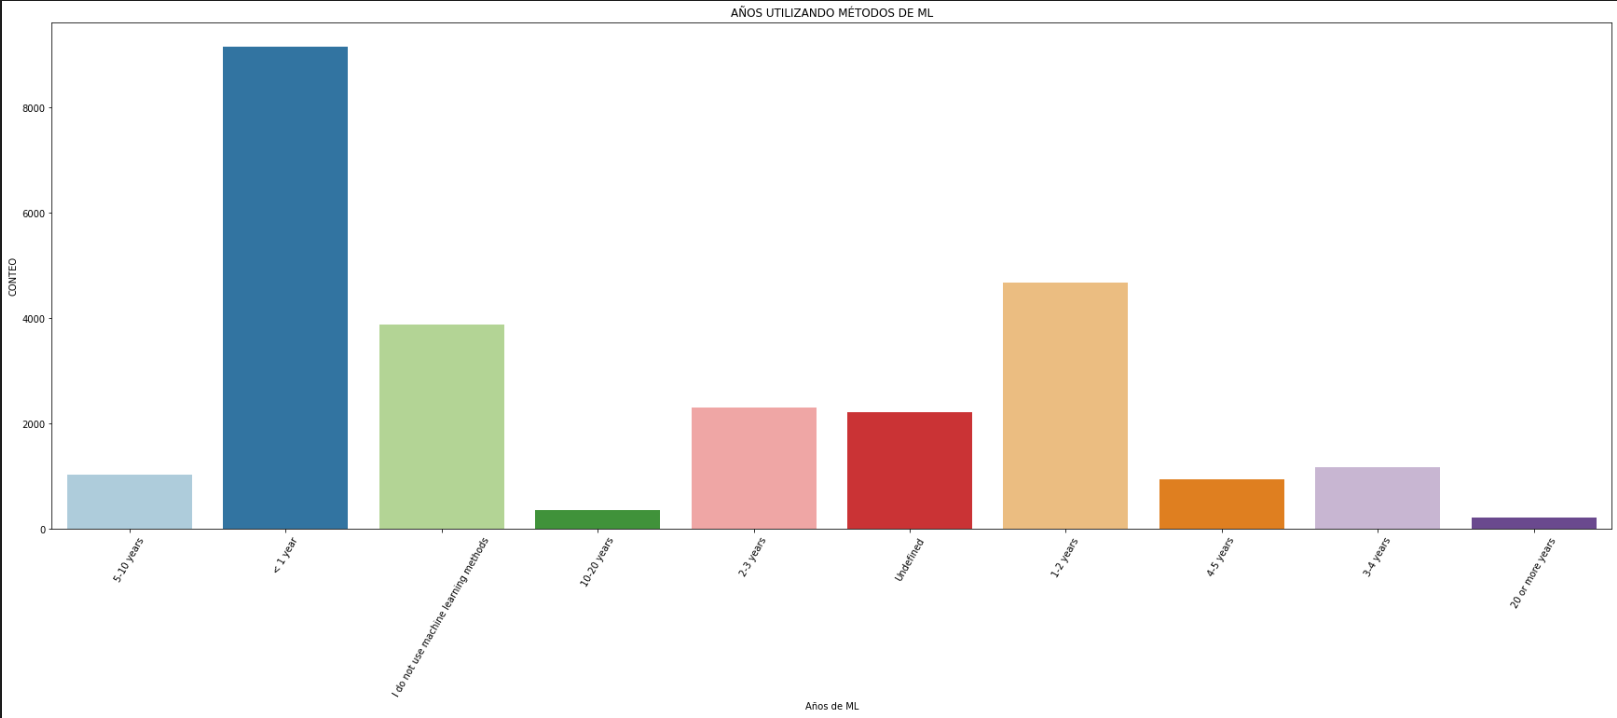 AÑOS UTILIZANDO MÉTODOS DE ML
CONTEO
8000
6000
4000
2000
0
5-10 years
< 1 year
I do not use machine learning methods
10-20 years
2-3 years
Undefined
1-2 years
4-5 years
3-4 years
20 or more years
Años de ML